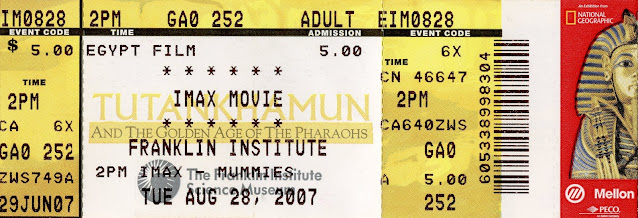 EIM0828
EVENT CODE
$ 5.00
TIME
2PM
CA 6X
GA0 252
ZWS749A
29JUN07
2PM GA0 252 ADULT
TIME ADMISSION
EGYPT FILM 5.00
* * * * * *
IMAX MOVIE
TUTANKHAMUN
AND THE GOLDEN AGE OF THE PHARAOHS
* * * * * *
FRANKLIN INSTITUTE
The Franklin Institute
Science Museum
2PM IMAX - MUMMIES
TUE AUG 28, 2007
EIM0828
EVENT CODE
6X
CN 46647
TIME
2PM
CA640ZWS
GA0
A 5.00
252
605338998304
An Exhibition from
NATIONAL
GEOGRAPHIC
Mellon
PECO.